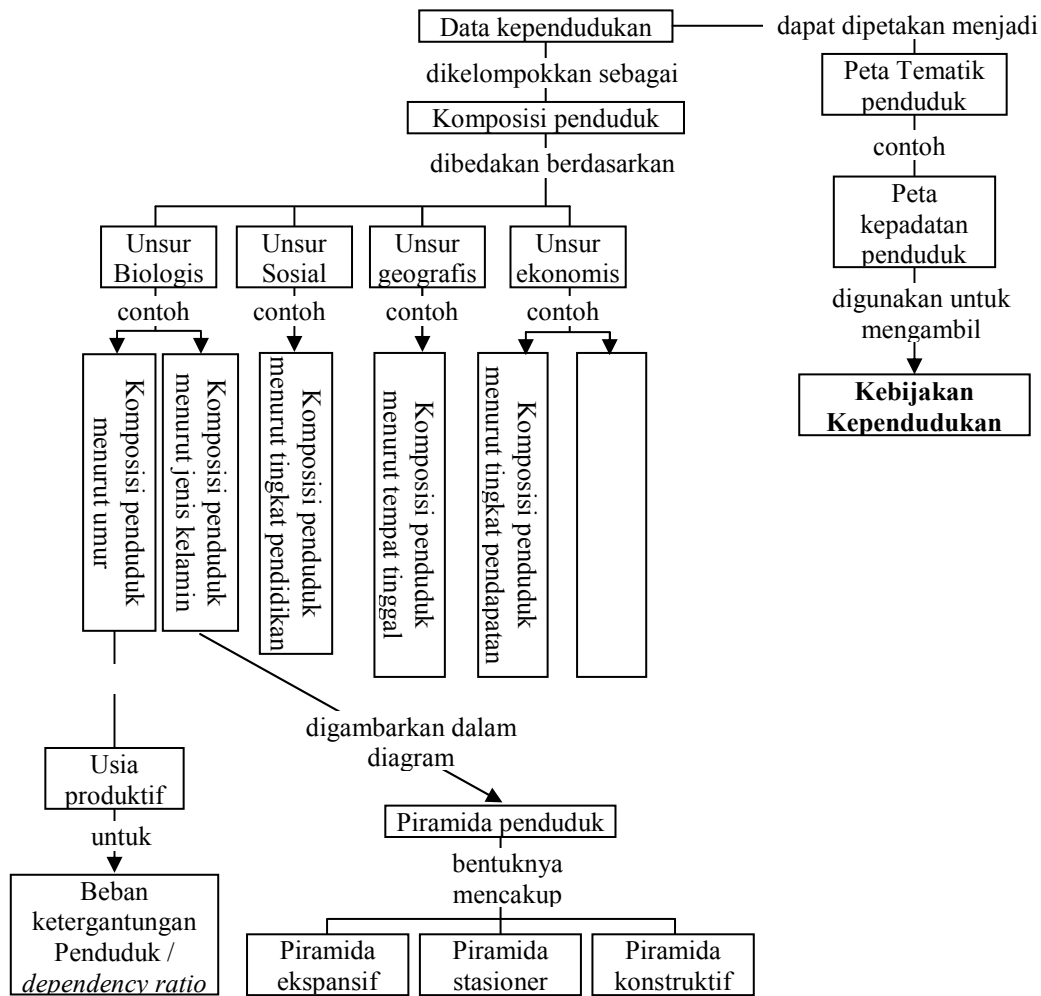 Data kependudukan
dapat dipetakan menjadi
dikelompokkan sebagai
Komposisi penduduk
dibedakan berdasarkan
Peta Tematik
penduduk
contoh
Peta
kepadatan
penduduk
digunakan untuk
mengambil
Kebijakan
Kependudukan
Unsur
Biologis
Unsur
Sosial
Unsur
geografis
Unsur
ekonomis
contoh
contoh
contoh
contoh
Komposisi penduduk
menurut umur
Komposisi penduduk
menurut jenis kelamin
Komposisi penduduk
menurut tingkat pendidikan
Komposisi penduduk
menurut tempat tinggal
Komposisi penduduk
menurut tingkat pendapatan
digambarkan dalam
diagram
Usia
produktif
untuk
Beban
ketergantungan
Penduduk /
dependency ratio
Piramida penduduk
bentuknya
mencakup
Piramida
ekspansif
Piramida
stasioner
Piramida
konstruktif